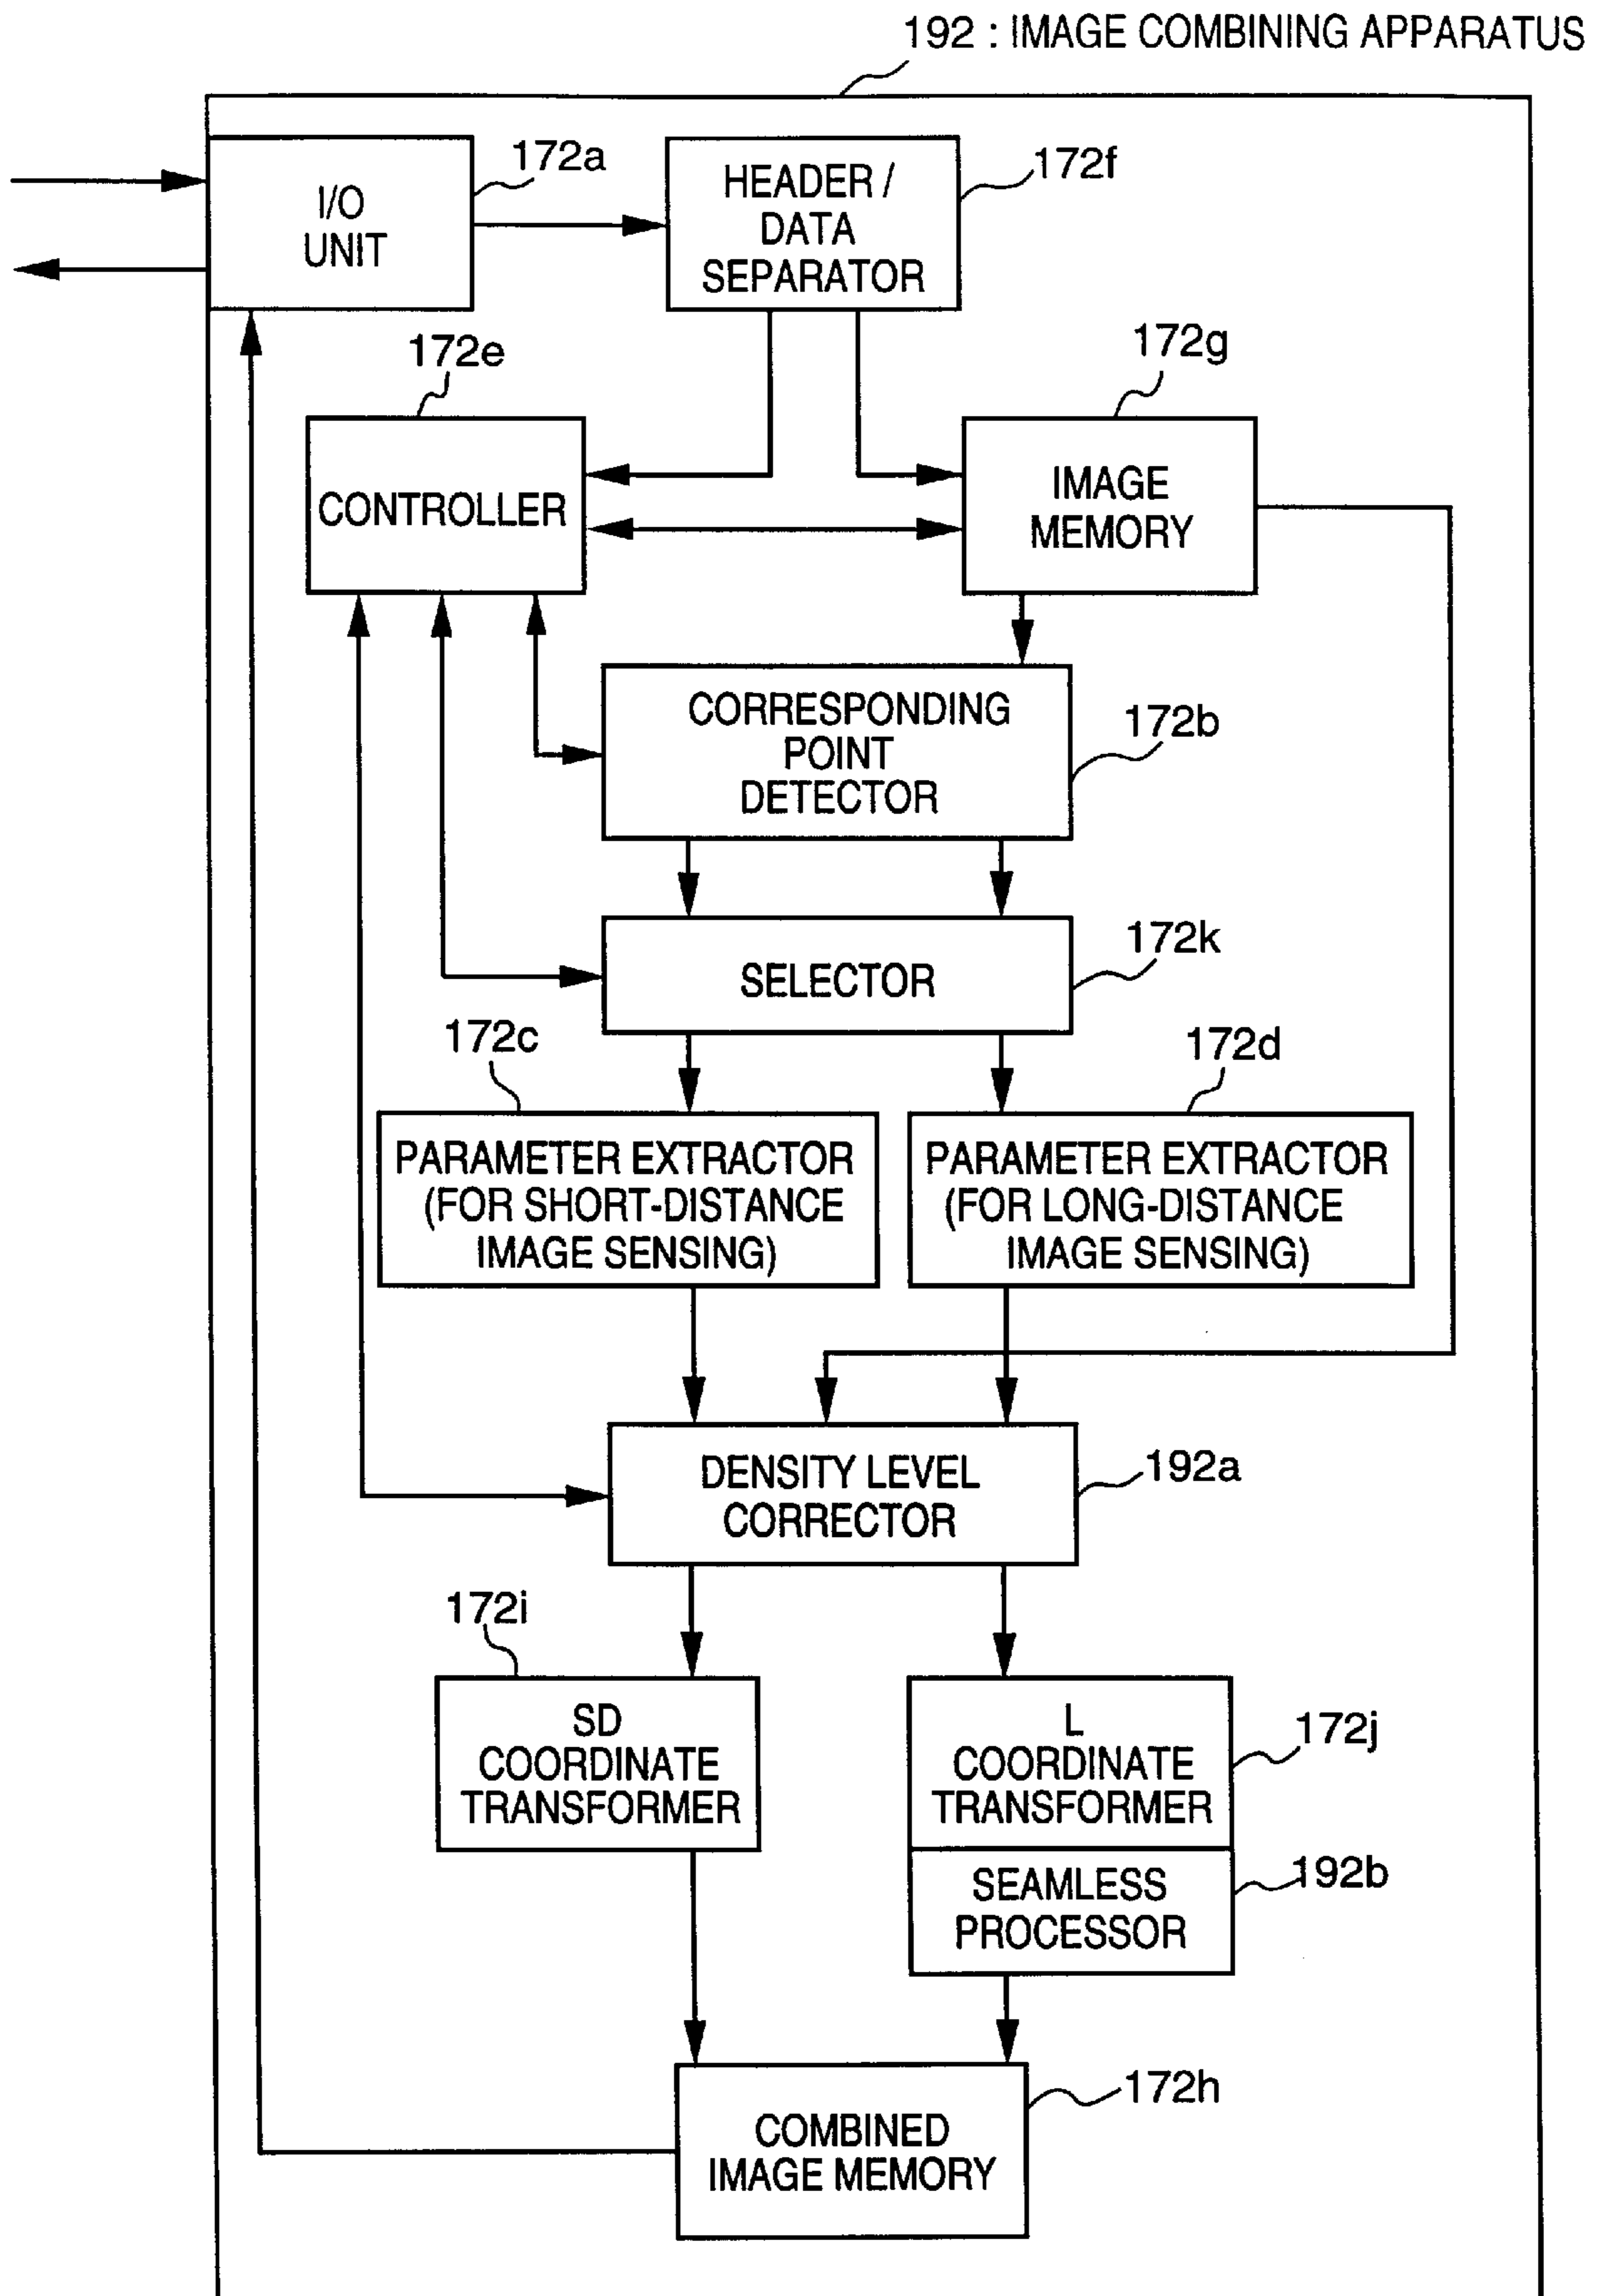 192 : IMAGE COMBINING APPARATUS
172a
I/O
UNIT
172f
HEADER /
DATA
SEPARATOR
172e
CONTROLLER
172g
IMAGE
MEMORY
CORRESPONDING
POINT
DETECTOR
172b
SELECTOR
172k
172c
PARAMETER EXTRACTOR
(FOR SHORT-DISTANCE
IMAGE SENSING)
172d
PARAMETER EXTRACTOR
(FOR LONG-DISTANCE
IMAGE SENSING)
DENSITY LEVEL
CORRECTOR
192a
172i
SD
COORDINATE
TRANSFORMER
L
COORDINATE
TRANSFORMER
172j
SEAMLESS
PROCESSOR
192b
COMBINED
IMAGE MEMORY
172h